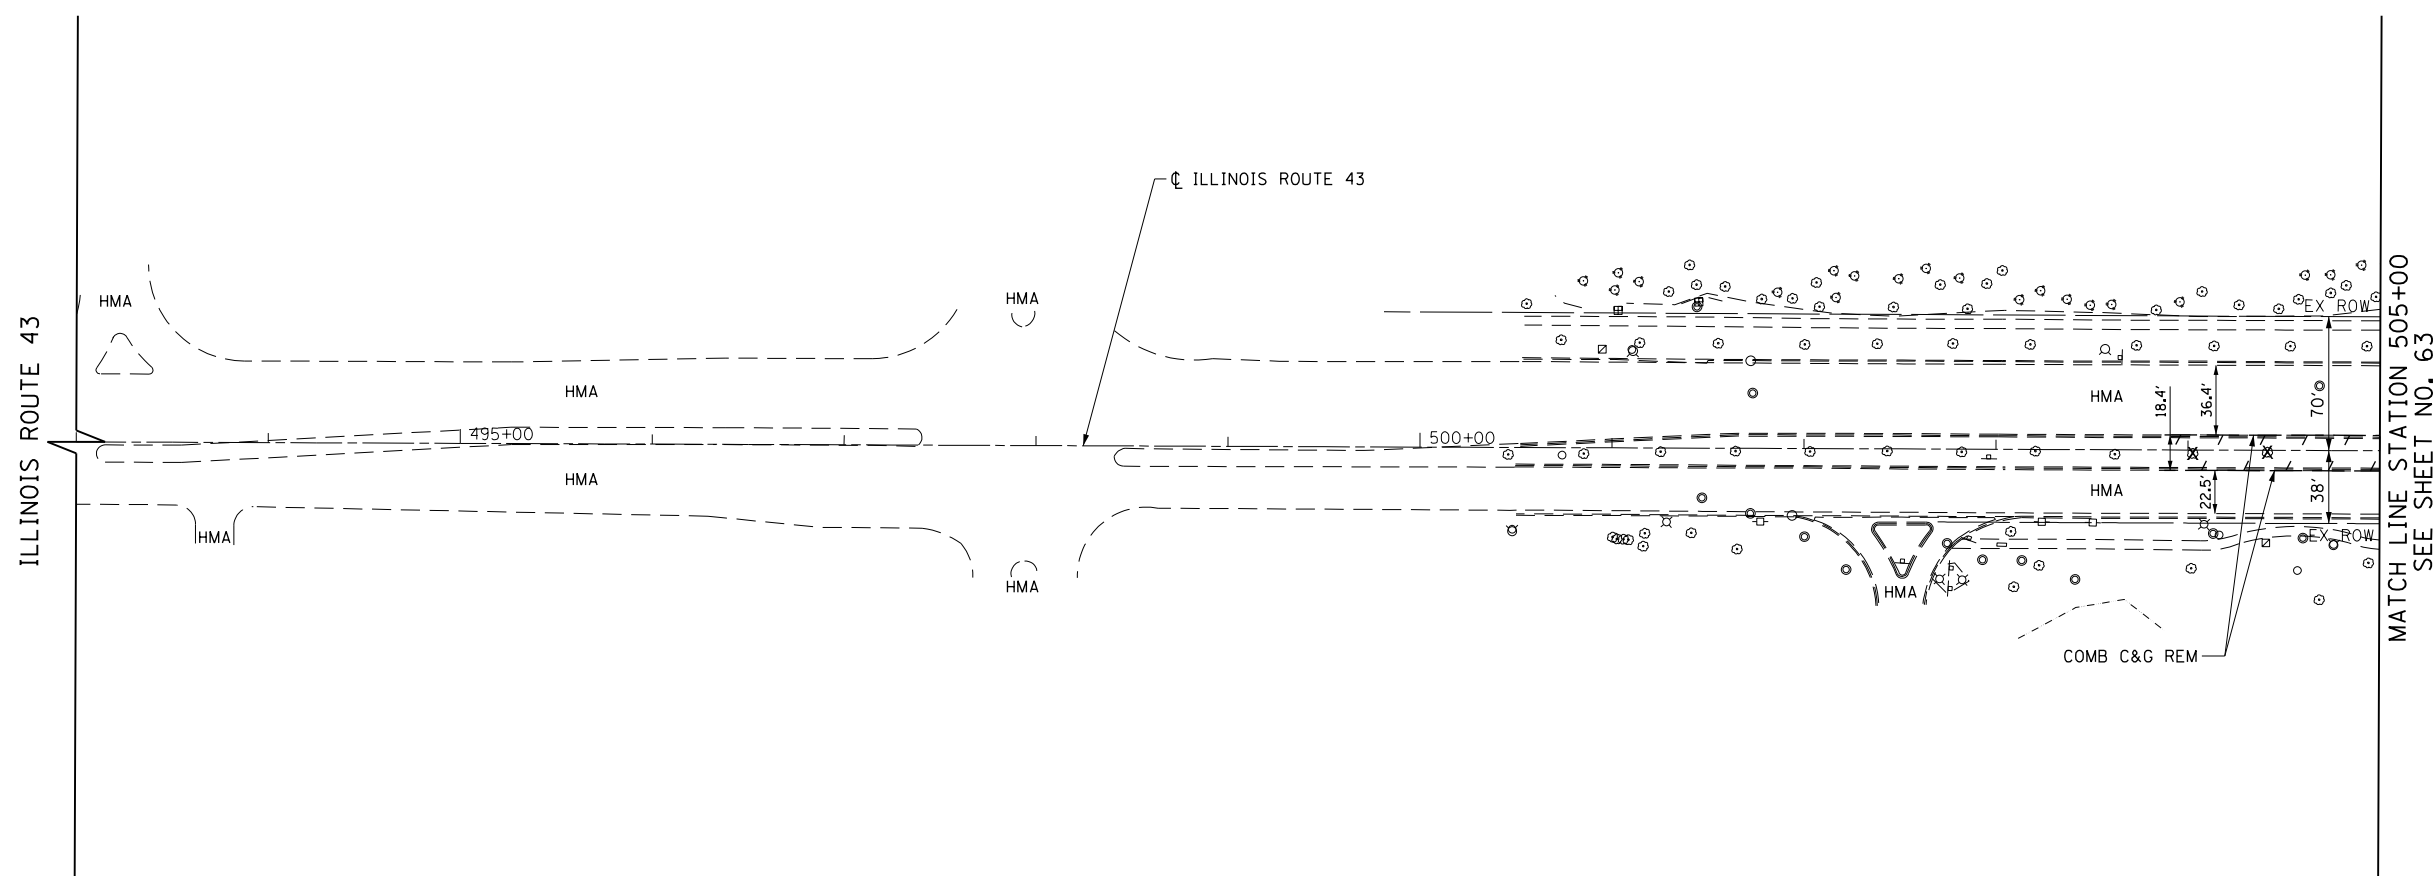 ILLINOIS ROUTE 43
℄ ILLINOIS ROUTE 43
HMA
HMA
EX ROW
HMA
HMA
18.4'
36.4'
70'
495+00
500+00
HMA
HMA
22.5'
38'
HMA
EX ROW
HMA
HMA
COMB C&G REM
MATCH LINE STATION 505+00
SEE SHEET NO. 63